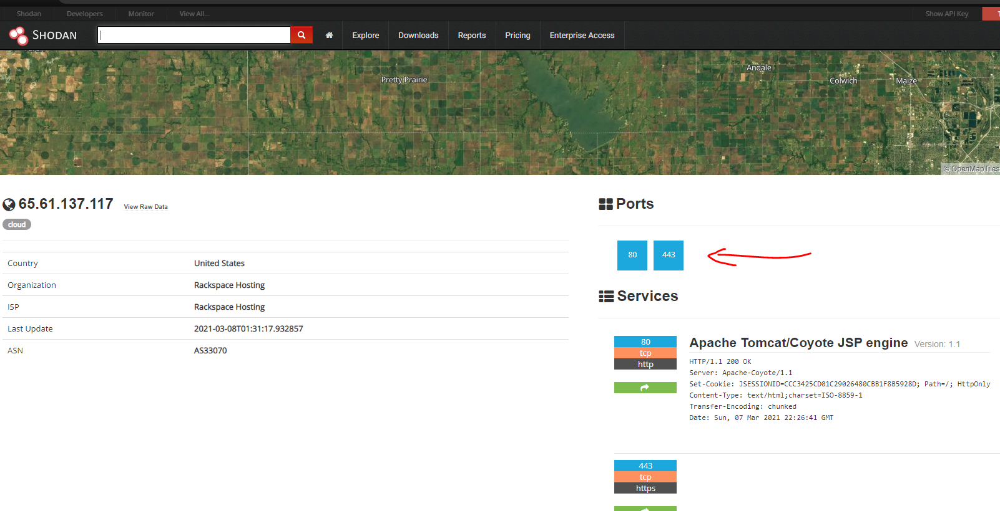 Shodan Developers Monitor View All... Show API Key
SHODAN Explore Downloads Reports Pricing Enterprise Access
Andale
Pretty Prairie Colwich Maize
© OpenMapTiles
65.61.137.117 View Raw Data
cloud
Country United States
Organization Rackspace Hosting
ISP Rackspace Hosting
Last Update 2021-03-08T01:31:17.932857
ASN AS33070
Ports
80 443
Services
80
tcp
http
Apache Tomcat/Coyote JSP engine Version: 1.1
HTTP/1.1 200 OK
Server: Apache-Coyote/1.1
Set-Cookie: JSESSIONID=CCC3425CD01C29026480CBB1F8B5928D; Path=/; HttpOnly
Content-Type: text/html;charset=ISO-8859-1
Transfer-Encoding: chunked
Date: Sun, 07 Mar 2021 22:26:41 GMT
443
tcp
https